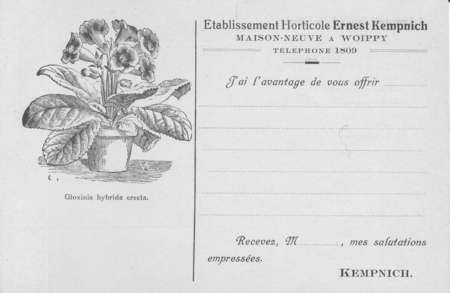 Etablissement Horticole Ernest Kempnich
MAISON-NEUVE A WOIPPY
TÉLÉPHONE 1809
J'ai l'avantage de vous offrir
Gloxinia hybrida erecta.
Recevez, M , mes salutations
empressées.
KEMPNICH.